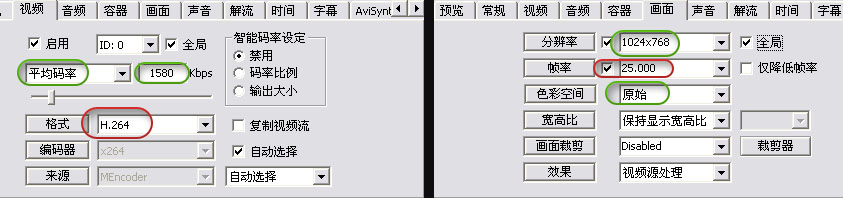 视频 音频 容器 画面 声音 解流 时间 字幕 AviSynt
启用 ID: 0 全局
平均码率 1580 Kbps
智能码率设定
禁用
码率比例
输出大小
格式 H.264 复制视频流
编码器 x264 自动选择
来源 MEncoder 自动选择
预览 常规 视频 音频 容器 画面 声音 解流 时间 字幕
分辨率 1024x768 全局
帧率 25.000 仅降低帧率
色彩空间 原始
宽高比 保持显示宽高比
画面裁剪 Disabled 裁剪器
效果 视频源处理